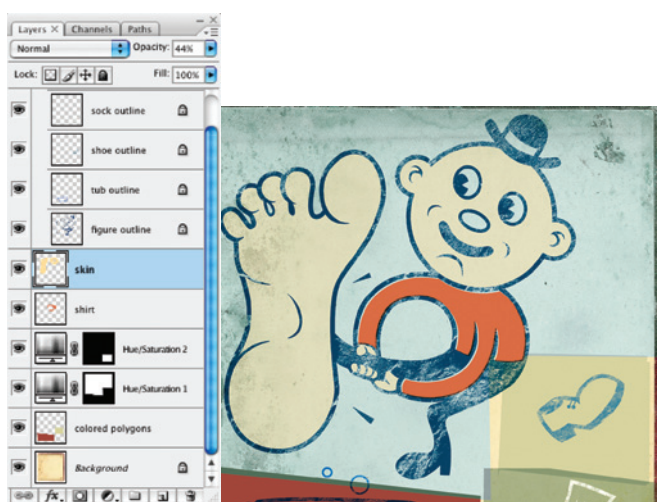 Layers × Channels Paths
Normal Opacity: 44%
Lock: Fill: 100%
sock outline
shoe outline
tub outline
figure outline
skin
shirt
Hue/Saturation 2
Hue/Saturation 1
colored polygons
Background
fx.